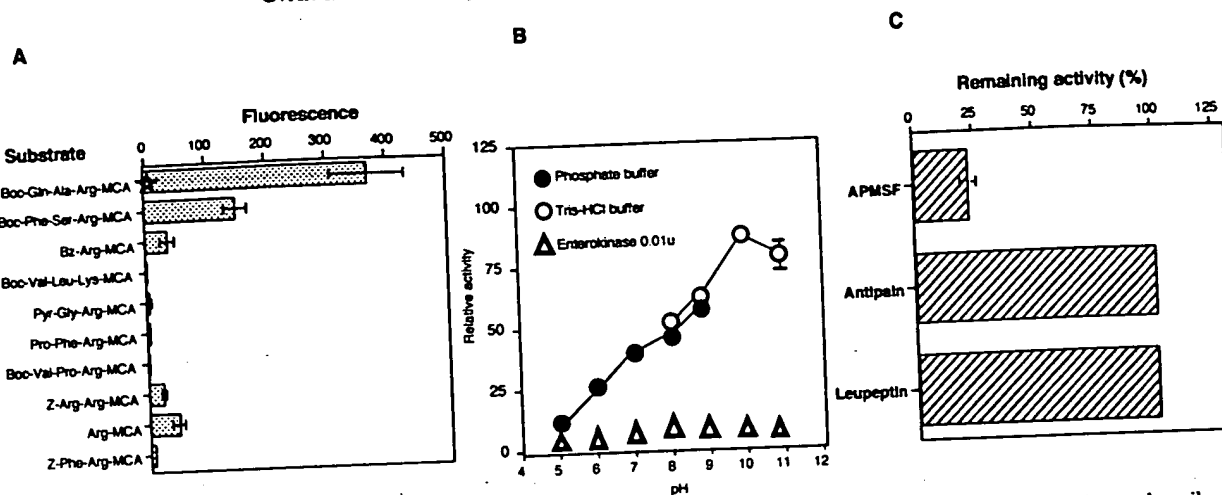 A
Fluorescence
0 100 200 300 400 500
Substrate
Boc-Gln-Ala-Arg-MCA
Boc-Phe-Ser-Arg-MCA
Bz-Arg-MCA
Boc-Val-Leu-Lys-MCA
Pyr-Gly-Arg-MCA
Pro-Phe-Arg-MCA
Boc-Val-Pro-Arg-MCA
Z-Arg-Arg-MCA
Arg-MCA
Z-Phe-Arg-MCA
B
Relative activity
125
100
75
50
25
0
Phosphate buffer
Tris-HCl buffer
Enterokinase 0.01u
4 5 6 7 8 9 10 11 12
pH
C
Remaining activity (%)
0 25 50 75 100 125
APMSF
Antipain
Leupeptin